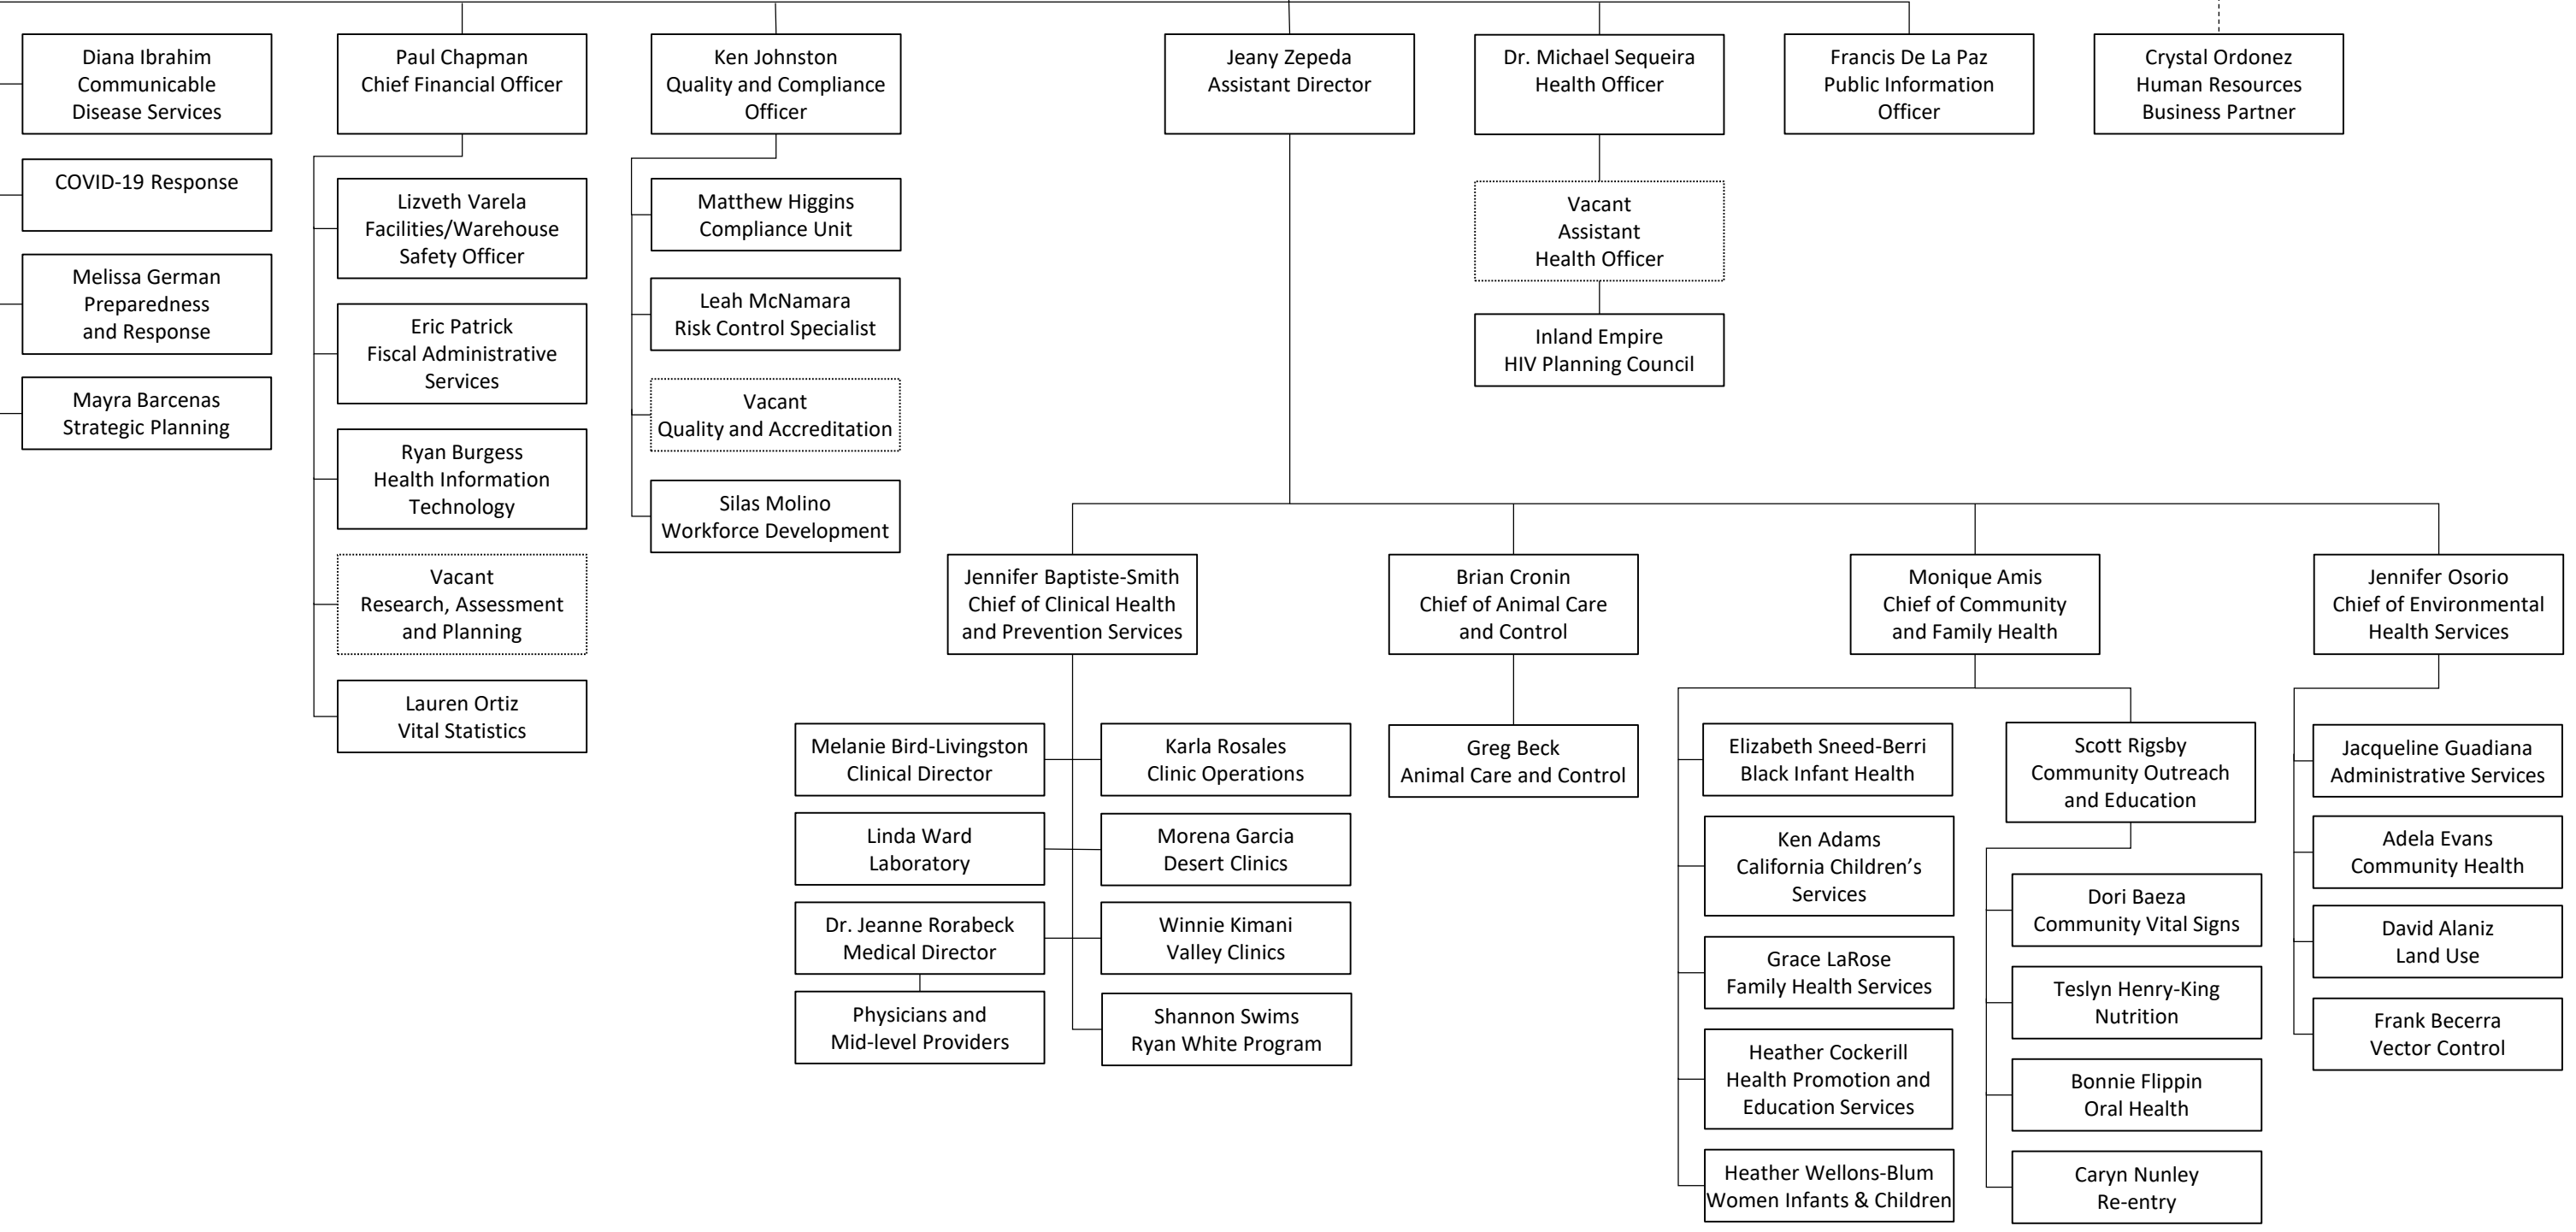 Diana Ibrahim
Communicable
Disease Services
COVID-19 Response
Melissa German
Preparedness
and Response
Mayra Barcenas
Strategic Planning
Paul Chapman
Chief Financial Officer
Lizveth Varela
Facilities/Warehouse
Safety Officer
Eric Patrick
Fiscal Administrative
Services
Ryan Burgess
Health Information
Technology
Vacant
Research, Assessment
and Planning
Lauren Ortiz
Vital Statistics
Ken Johnston
Quality and Compliance
Officer
Matthew Higgins
Compliance Unit
Leah McNamara
Risk Control Specialist
Vacant
Quality and Accreditation
Silas Molino
Workforce Development
Jeany Zepeda
Assistant Director
Dr. Michael Sequeira
Health Officer
Vacant
Assistant
Health Officer
Inland Empire
HIV Planning Council
Francis De La Paz
Public Information
Officer
Crystal Ordonez
Human Resources
Business Partner
Jennifer Baptiste-Smith
Chief of Clinical Health
and Prevention Services
Melanie Bird-Livingston
Clinical Director
Linda Ward
Laboratory
Dr. Jeanne Rorabeck
Medical Director
Physicians and
Mid-level Providers
Karla Rosales
Clinic Operations
Morena Garcia
Desert Clinics
Winnie Kimani
Valley Clinics
Shannon Swims
Ryan White Program
Brian Cronin
Chief of Animal Care
and Control
Greg Beck
Animal Care and Control
Monique Amis
Chief of Community
and Family Health
Elizabeth Sneed-Berri
Black Infant Health
Ken Adams
California Children’s
Services
Grace LaRose
Family Health Services
Heather Cockerill
Health Promotion and
Education Services
Heather Wellons-Blum
Women Infants & Children
Scott Rigsby
Community Outreach
and Education
Dori Baeza
Community Vital Signs
Teslyn Henry-King
Nutrition
Bonnie Flippin
Oral Health
Caryn Nunley
Re-entry
Jennifer Osorio
Chief of Environmental
Health Services
Jacqueline Guadiana
Administrative Services
Adela Evans
Community Health
David Alaniz
Land Use
Frank Becerra
Vector Control